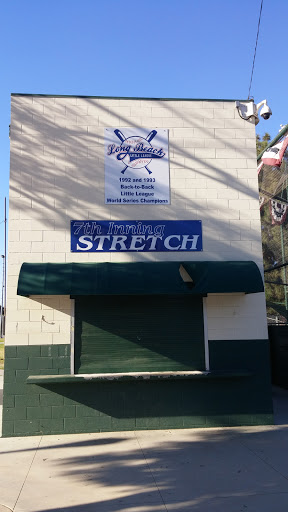 Long Beach
LITTLE LEAGUE
1992 and 1993
Back-to-Back
Little League
World Series Champions
7th Inning
STRETCH